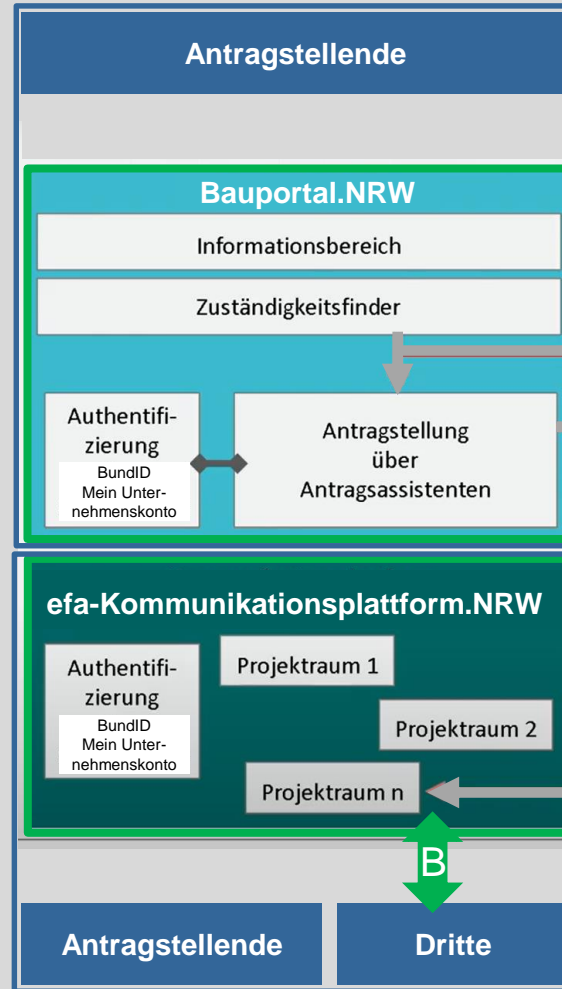 Antragstellende
Bauportal.NRW
Informationsbereich
Zuständigkeitsfinder
Authentifi-
zierung
BundID
Mein Unter-
nehmenskonto
Antragstellung
über
Antragsassistenten
efa-Kommunikationsplattform.NRW
Authentifi-
zierung
BundID
Mein Unter-
nehmenskonto
Projektraum 1
Projektraum 2
Projektraum n
B
Antragstellende
Dritte